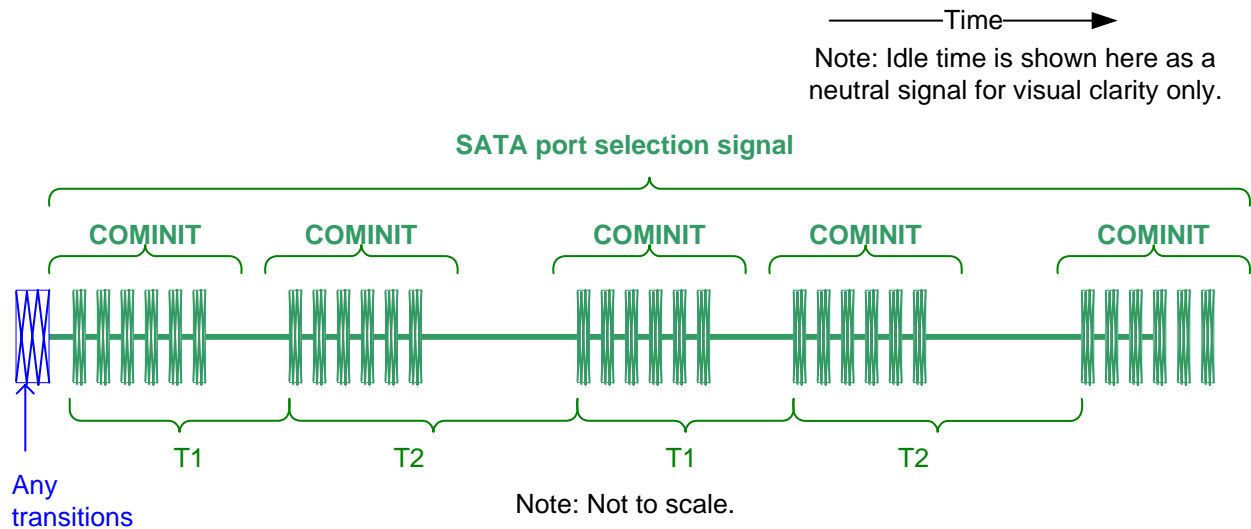 Time
Note: Idle time is shown here as a
neutral signal for visual clarity only.
SATA port selection signal
COMINIT COMINIT COMINIT COMINIT COMINIT
T1 T2 T1 T2
Any
transitions
Note: Not to scale.